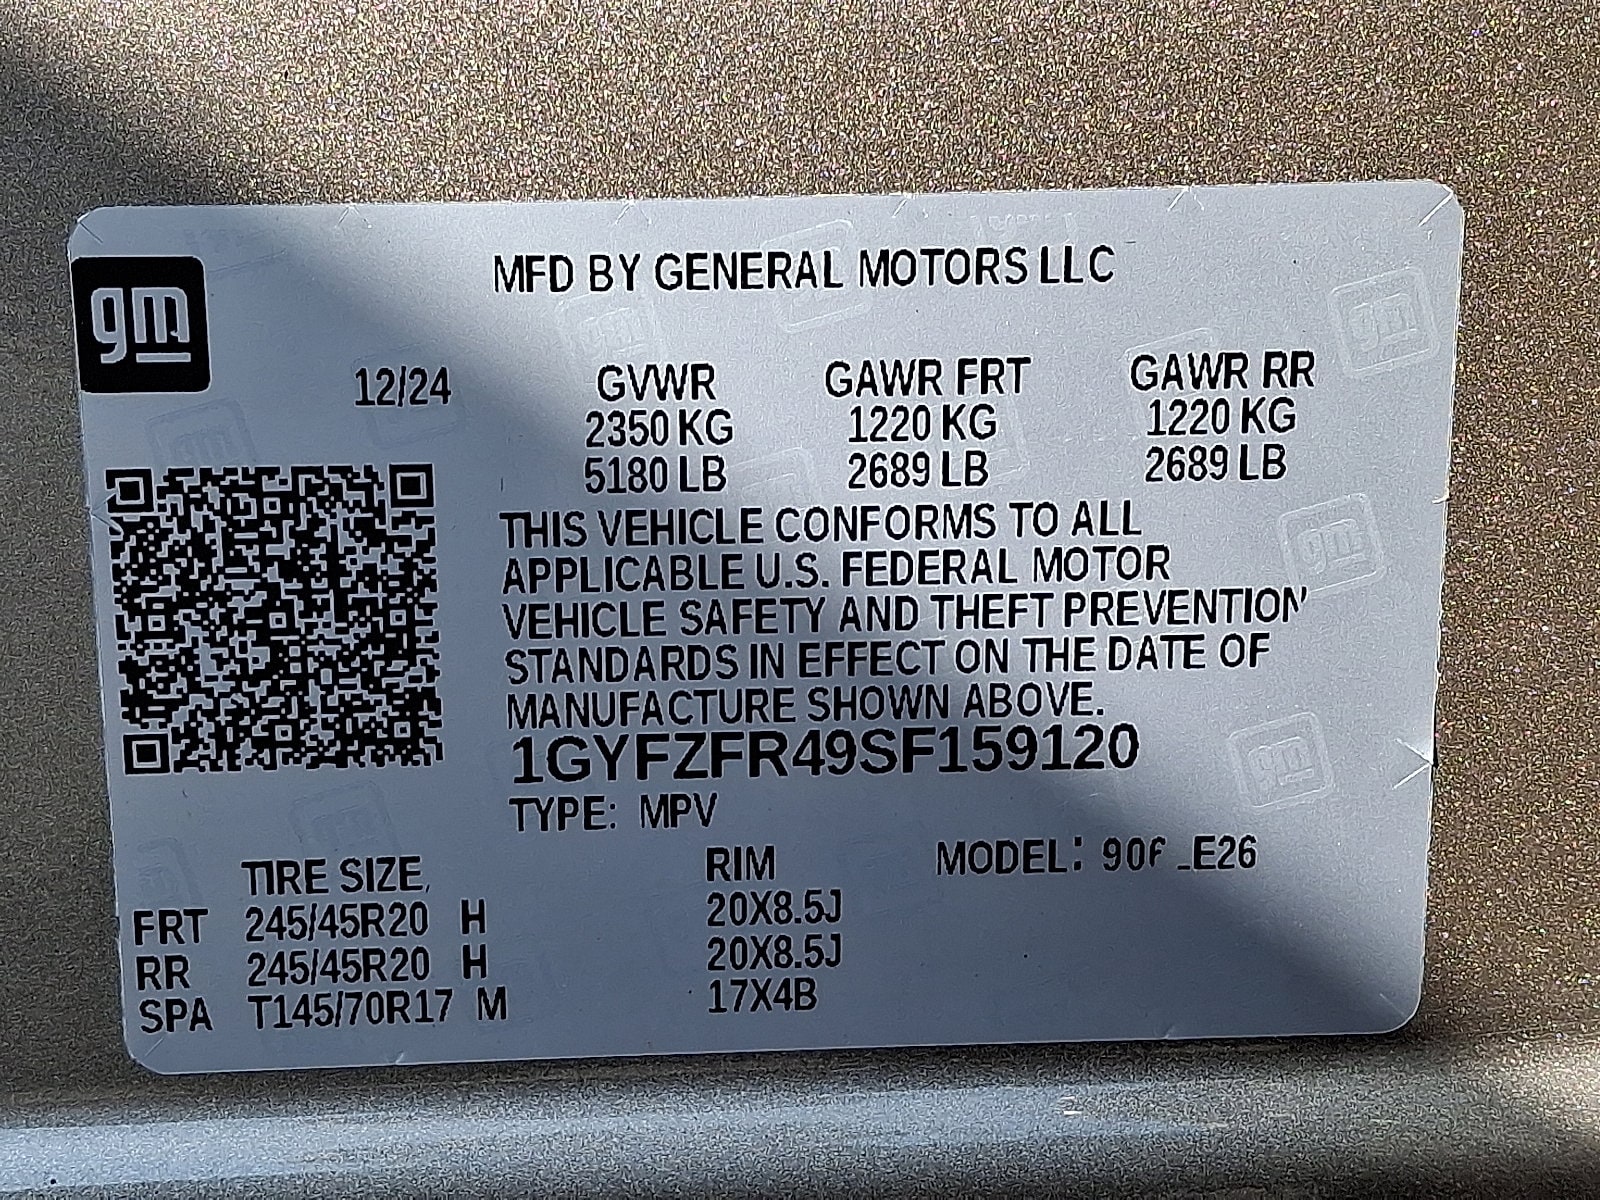 gm
MFD BY GENERAL MOTORS LLC
12/24 GVWR GAWR FRT GAWR RR
2350 KG 1220 KG 1220 KG
5180 LB 2689 LB 2689 LB
THIS VEHICLE CONFORMS TO ALL
APPLICABLE U.S. FEDERAL MOTOR
VEHICLE SAFETY AND THEFT PREVENTION
STANDARDS IN EFFECT ON THE DATE OF
MANUFACTURE SHOWN ABOVE.
1GYFZFR49SF159120
TYPE: MPV
TIRE SIZE RIM MODEL:
FRT 245/45R20 H 20X8.5J
RR 245/45R20 H 20X8.5J
SPA T145/70R17 M 17X4B